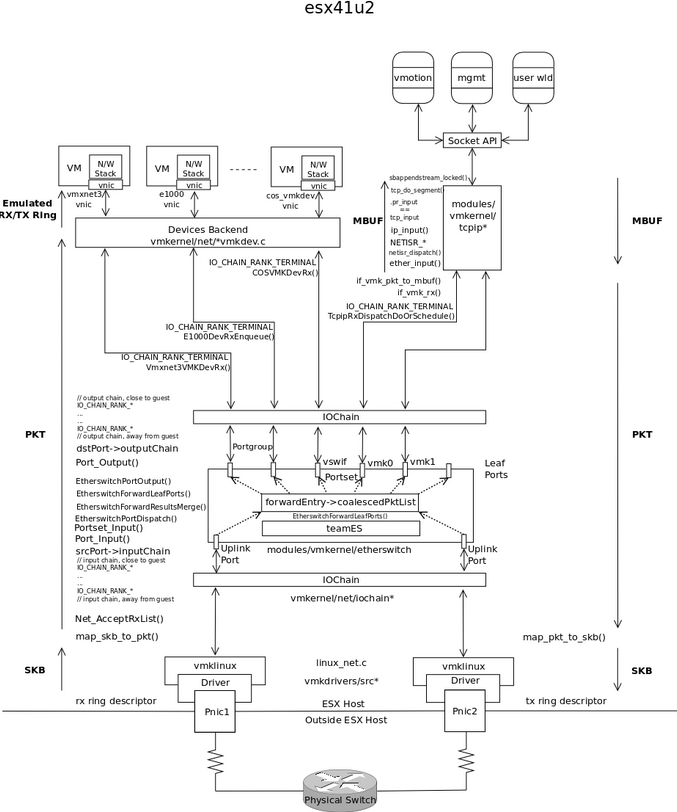 esx41u2
vmotion
mgmt
user wld
Socket API
VM
N/W
Stack
vnic
VM
N/W
Stack
vnic
-----
VM
N/W
Stack
vnic
vmxnet3/
vnic
e1000
vnic
cos_vmkdev
vnic
Emulated
RX/TX RIng
Devices Backend
vmkernel/net/*vmkdev.c
sbappendstream_locked()
tcp_do_segment()
.pr_input
==
tcp_input
ip_input()
NETISR_*
netisr_dispatch()
ether_input()
MBUF
modules/
vmkernel/
tcpip*
MBUF
if_vmk_pkt_to_mbuf()
if_vmk_rx()
IO_CHAIN_RANK_TERMINAL
TcpipRxDispatchDoOrSchedule()
IO_CHAIN_RANK_TERMINAL
COSVMKDevRx()
IO_CHAIN_RANK_TERMINAL
E1000DevRxEnqueue()
IO_CHAIN_RANK_TERMINAL
Vmxnet3VMKDevRx()
// output chain, close to guest
IO_CHAIN_RANK_*
...
...
IO_CHAIN_RANK_*
// output chain, away from guest
IOChain
PKT
PKT
dstPort->outputChain
Port_Output()
Portgroup
vswif
vmk0
vmk1
Leaf
Ports
Portset
EtherswitchPortOutput()
EtherswitchForwardLeafPorts()
EtherswitchForwardResultsMerge()
EtherswitchPortDispatch()
Portset_Input()
Port_Input()
srcPort->inputChain
// input chain, close to guest
IO_CHAIN_RANK_*
...
...
IO_CHAIN_RANK_*
// input chain, away from guest
forwardEntry->coalescedPktList
EtherswitchForwardLeafPorts()
teamES
Uplink
Port
modules/vmkernel/etherswitch
Uplink
Port
IOChain
vmkernel/net/iochain*
Net_AcceptRxList()
map_skb_to_pkt()
map_pkt_to_skb()
SKB
SKB
vmklinux
Driver
Pnic1
linux_net.c
vmkdrivers/src*
vmklinux
Driver
Pnic2
rx ring descriptor
tx ring descriptor
ESX Host
Outside ESX Host
Physical Switch